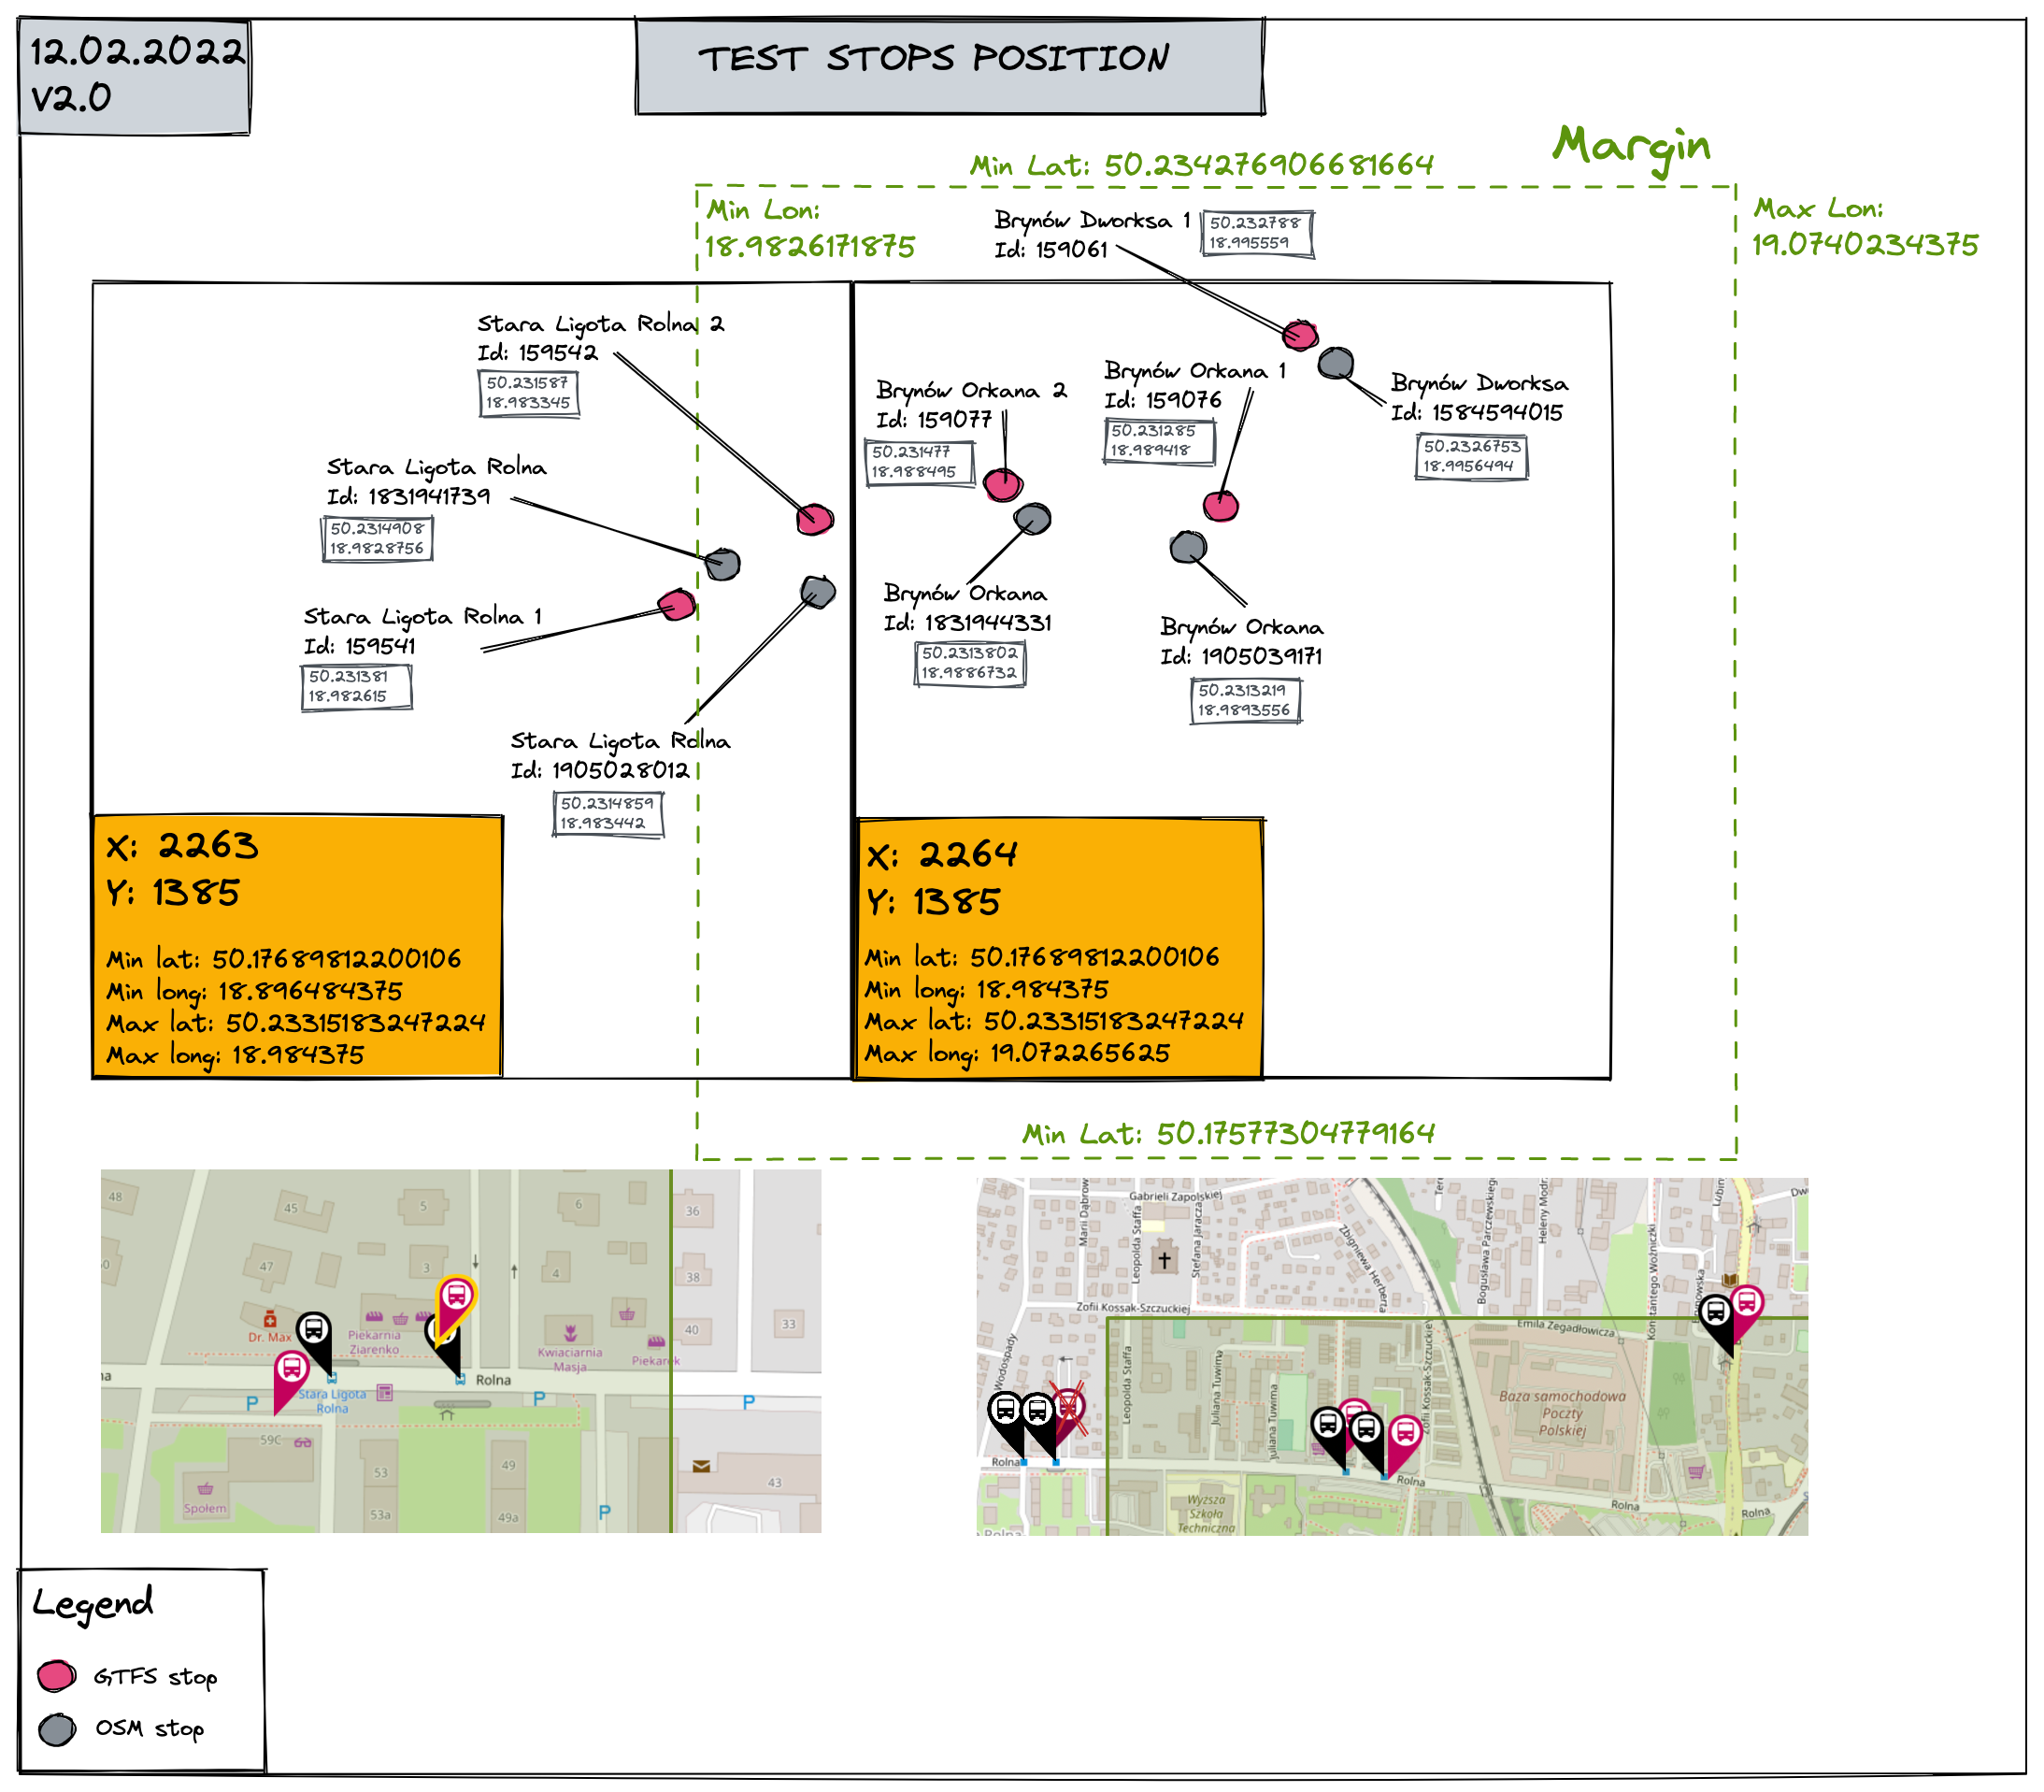 12.02.2022
V2.0
TEST STOPS POSITION
Margin
Min Lat: 50.234276906681664
Min Lon:
18.9826171875
Max Lon:
19.0740234375
Brynów Dworksa 1
Id: 159061
50.232788
18.995559
Stara Ligota Rolna 2
Id: 159542
50.231587
18.983345
Brynów Orkana 2
Id: 159077
50.231477
18.988495
Brynów Orkana 1
Id: 159076
50.231285
18.989418
Brynów Dworksa
Id: 1584594015
50.2326753
18.9956494
Stara Ligota Rolna
Id: 1831941739
50.2314908
18.9828756
Stara Ligota Rolna 1
Id: 159541
50.231381
18.982615
Brynów Orkana
Id: 1831944331
50.2313802
18.9886732
Brynów Orkana
Id: 1905039171
50.2313219
18.9893556
Stara Ligota Rolna
Id: 1905028012
50.2314859
18.983442
X: 2263
Y: 1385
Min lat: 50.17689812200106
Min long: 18.896484375
Max lat: 50.23315183247224
Max long: 18.984375
X: 2264
Y: 1385
Min lat: 50.17689812200106
Min long: 18.984375
Max lat: 50.23315183247224
Max long: 19.072265625
Min Lat: 50.17577304779164
48
45
5
6
36
47
3
4
38
Dr. Max
Piekarnia
Ziarenko
Kwiaciarnia
Masja
40
33
Piekarek
na
Rolna
P
Stara Ligota
Rolna
P
P
59C
53
49
43
Społem
53a
49a
P
Gabrieli Zapolskiej
Marii Dąbrow
Leopolda Staffa
Stefana Jaracza
Zbigniewa Herberta
Bogusława Parczewskiego
Heleny Modr
Konstantego Woźniczki
Lubin
Dw
Zofii Kossak-Szczuckiej
Emila Zegadłowicza
Wodospady
Leopolda Staffa
Juliana Tuwima
Juliana Tuwima
Zofii Kossak-Szczuckiej
Baza samochodowa
Poczty
Polskiej
Rolna
Rolna
Rolna
Rolna
Wyższa
Szkoła
Techniczna
Legend
GTFS stop
OSM stop